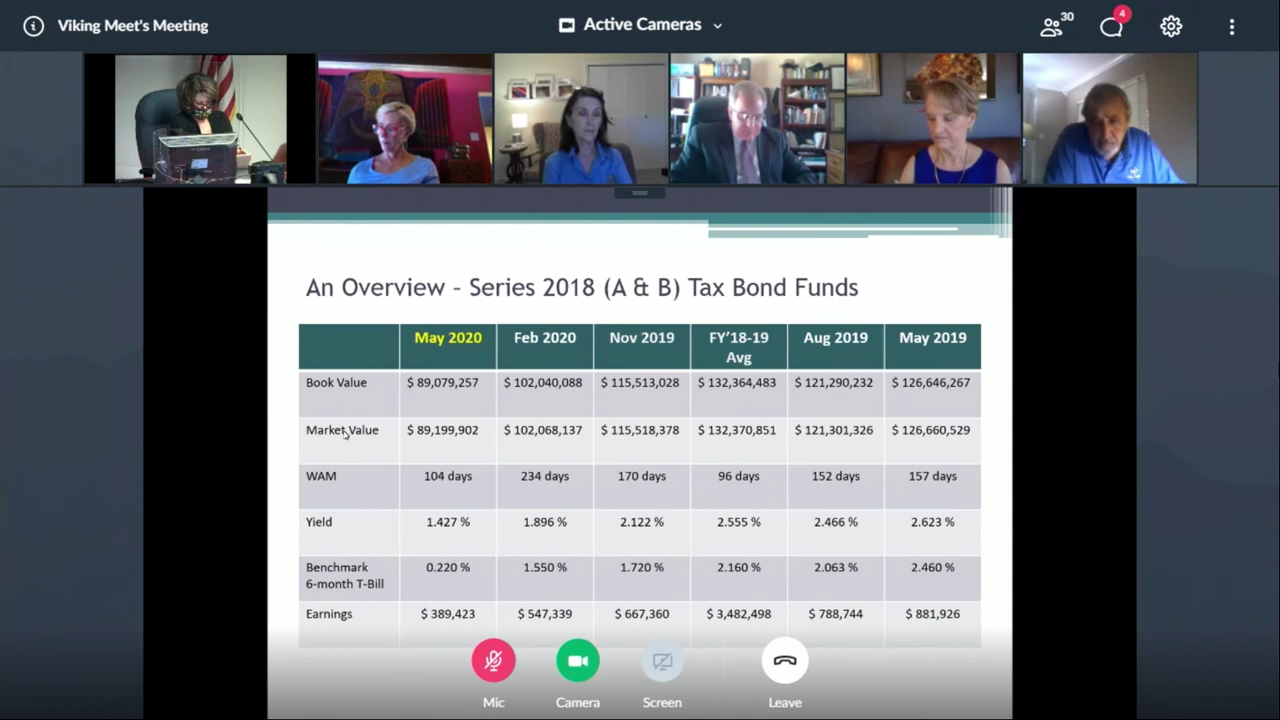 Viking Meet's Meeting
Active Cameras
30
4
An Overview – Series 2018 (A & B) Tax Bond Funds
May 2020 Feb 2020 Nov 2019 FY'18-19 Avg Aug 2019 May 2019
Book Value $ 89,079,257 $ 102,040,088 $ 115,513,028 $ 132,364,483 $ 121,290,232 $ 126,646,267
Market Value $ 89,199,902 $ 102,068,137 $ 115,518,378 $ 132,370,851 $ 121,301,326 $ 126,660,529
WAM 104 days 234 days 170 days 96 days 152 days 157 days
Yield 1.427 % 1.896 % 2.122 % 2.555 % 2.466 % 2.623 %
Benchmark 6-month T-Bill 0.220 % 1.550 % 1.720 % 2.160 % 2.063 % 2.460 %
Earnings $ 389,423 $ 547,339 $ 667,360 $ 3,482,498 $ 788,744 $ 881,926
Mic Camera Screen Leave